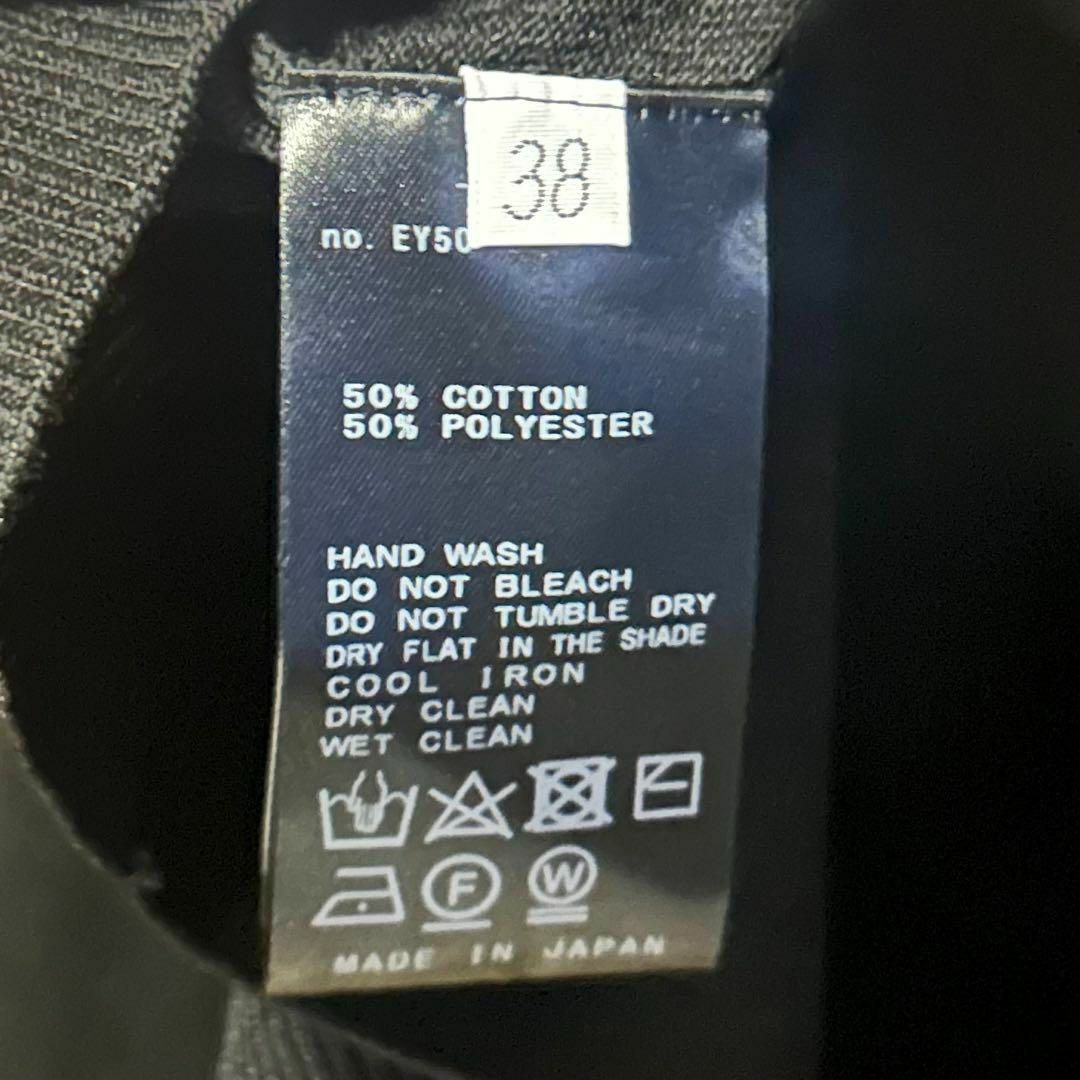 38
no. EY50
50% COTTON
50% POLYESTER
HAND WASH
DO NOT BLEACH
DO NOT TUMBLE DRY
DRY FLAT IN THE SHADE
COOL IRON
DRY CLEAN
WET CLEAN
F W
MADE IN JAPAN